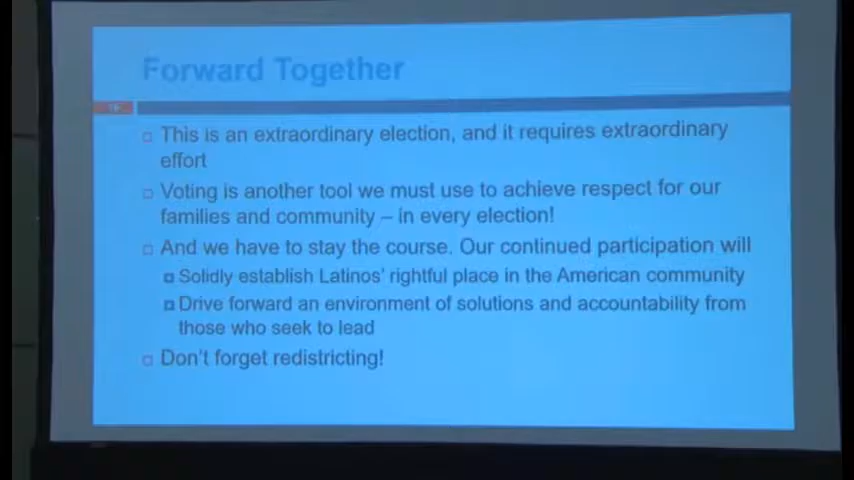 Forward Together
This is an extraordinary election, and it requires extraordinary
effort
Voting is another tool we must use to achieve respect for our
families and community – in every election!
And we have to stay the course. Our continued participation will
Solidly establish Latinos' rightful place in the American community
Drive forward an environment of solutions and accountability from
those who seek to lead
Don't forget redistricting!